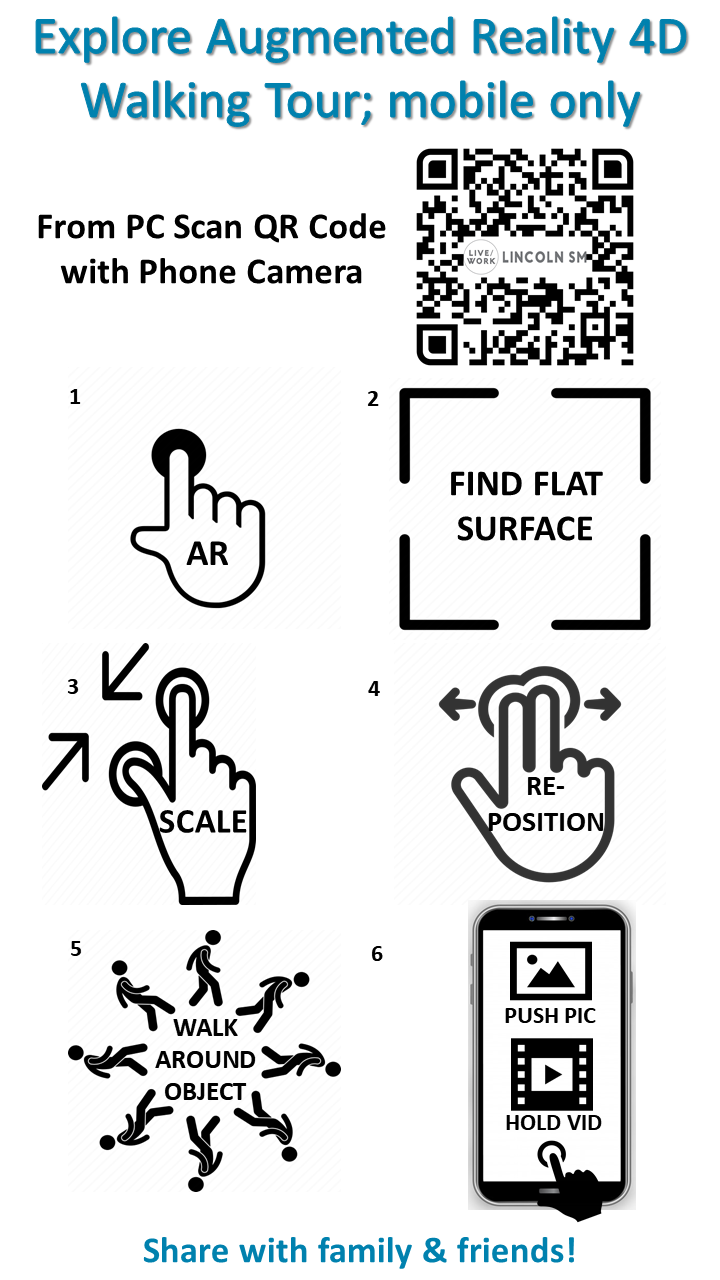 Explore Augmented Reality 4D
Walking Tour; mobile only
From PC Scan QR Code
with Phone Camera
LIVE/
WORK
LINCOLN SM
1
2
AR
FIND FLAT
SURFACE
3
4
SCALE
RE-
POSITION
5
6
WALK
AROUND
OBJECT
PUSH PIC
HOLD VID
Share with family & friends!